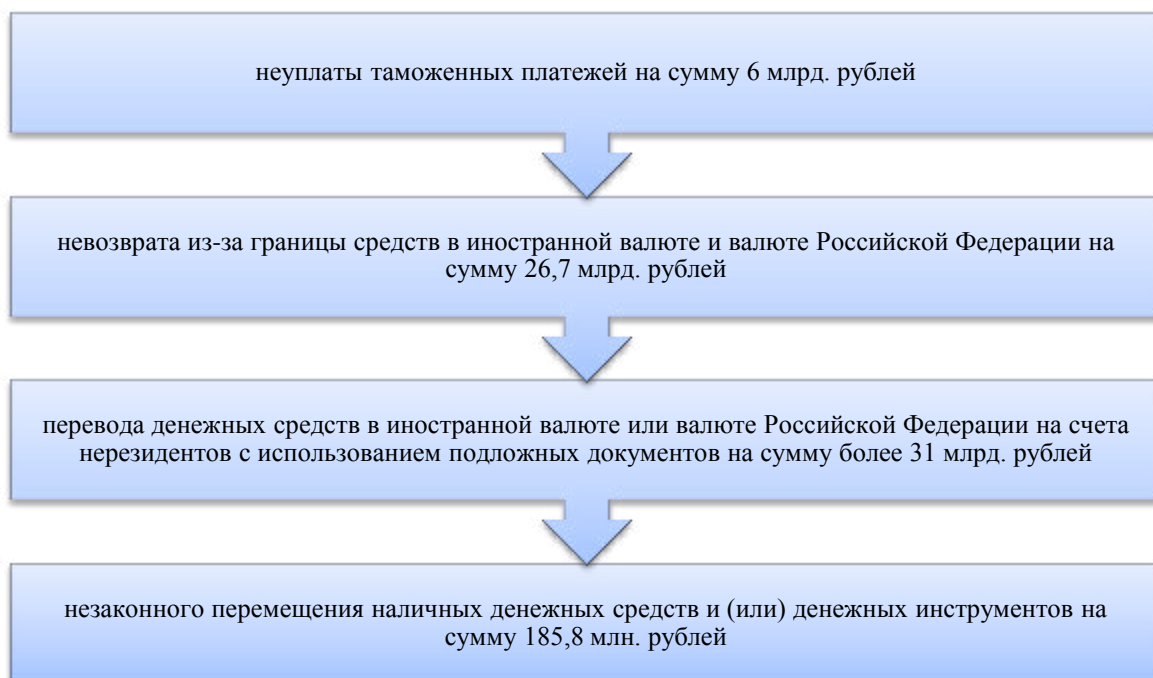 неуплаты таможенных платежей на сумму 6 млрд. рублей
невозврата из-за границы средств в иностранной валюте и валюте Российской Федерации на
сумму 26,7 млрд. рублей
перевода денежных средств в иностранной валюте или валюте Российской Федерации на счета
нерезидентов с использованием подложных документов на сумму более 31 млрд. рублей
незаконного перемещения наличных денежных средств и (или) денежных инструментов на
сумму 185,8 млн. рублей